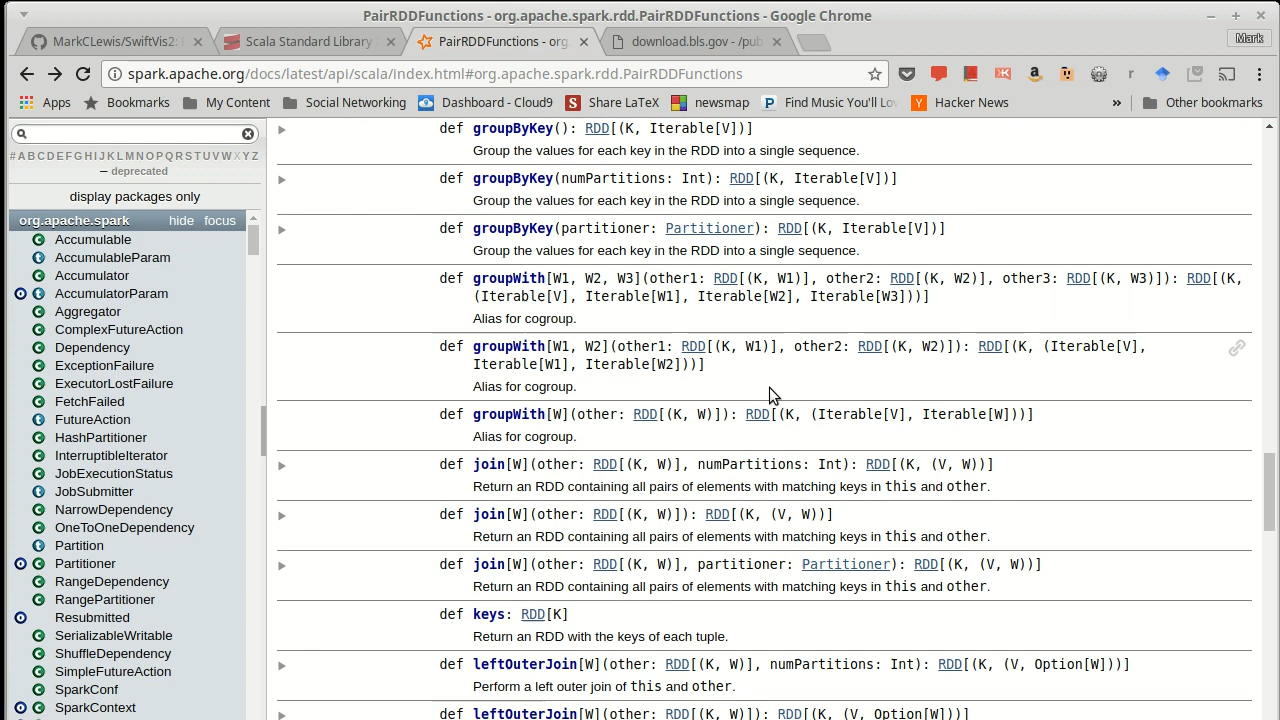 PairRDDFunctions - org.apache.spark.rdd.PairRDDFunctions - Google Chrome
MarkCLewis/SwiftVis2:
Scala Standard Library
PairRDDFunctions - org.
download.bls.gov - /pub
Mark
spark.apache.org/docs/latest/api/scala/index.html#org.apache.spark.rdd.PairRDDFunctions
Apps
Bookmarks
My Content
Social Networking
Dashboard - Cloud9
Share LaTeX
newsmap
Find Music You'll Lo
Hacker News
»
Other bookmarks
#ABCDEFGHIJKLMNOPQRSTUVWXYZ
– deprecated
display packages only
org.apache.spark hide focus
Accumulable
AccumulableParam
Accumulator
AccumulatorParam
Aggregator
ComplexFutureAction
Dependency
ExceptionFailure
ExecutorLostFailure
FetchFailed
FutureAction
HashPartitioner
InterruptibleIterator
JobExecutionStatus
JobSubmitter
NarrowDependency
OneToOneDependency
Partition
Partitioner
RangeDependency
RangePartitioner
Resubmitted
SerializableWritable
ShuffleDependency
SimpleFutureAction
SparkConf
SparkContext
def groupByKey(): RDD[(K, Iterable[V])]
Group the values for each key in the RDD into a single sequence.
def groupByKey(numPartitions: Int): RDD[(K, Iterable[V])]
Group the values for each key in the RDD into a single sequence.
def groupByKey(partitioner: Partitioner): RDD[(K, Iterable[V])]
Group the values for each key in the RDD into a single sequence.
def groupWith[W1, W2, W3](other1: RDD[(K, W1)], other2: RDD[(K, W2)], other3: RDD[(K, W3)]): RDD[(K,
(Iterable[V], Iterable[W1], Iterable[W2], Iterable[W3]))]
Alias for cogroup.
def groupWith[W1, W2](other1: RDD[(K, W1)], other2: RDD[(K, W2)]): RDD[(K, (Iterable[V],
Iterable[W1], Iterable[W2]))]
Alias for cogroup.
def groupWith[W](other: RDD[(K, W)]): RDD[(K, (Iterable[V], Iterable[W]))]
Alias for cogroup.
def join[W](other: RDD[(K, W)], numPartitions: Int): RDD[(K, (V, W))]
Return an RDD containing all pairs of elements with matching keys in this and other.
def join[W](other: RDD[(K, W)]): RDD[(K, (V, W))]
Return an RDD containing all pairs of elements with matching keys in this and other.
def join[W](other: RDD[(K, W)], partitioner: Partitioner): RDD[(K, (V, W))]
Return an RDD containing all pairs of elements with matching keys in this and other.
def keys: RDD[K]
Return an RDD with the keys of each tuple.
def leftOuterJoin[W](other: RDD[(K, W)], numPartitions: Int): RDD[(K, (V, Option[W]))]
Perform a left outer join of this and other.
def leftOuterJoin[W](other: RDD[(K, W)]): RDD[(K, (V, Option[W]))]